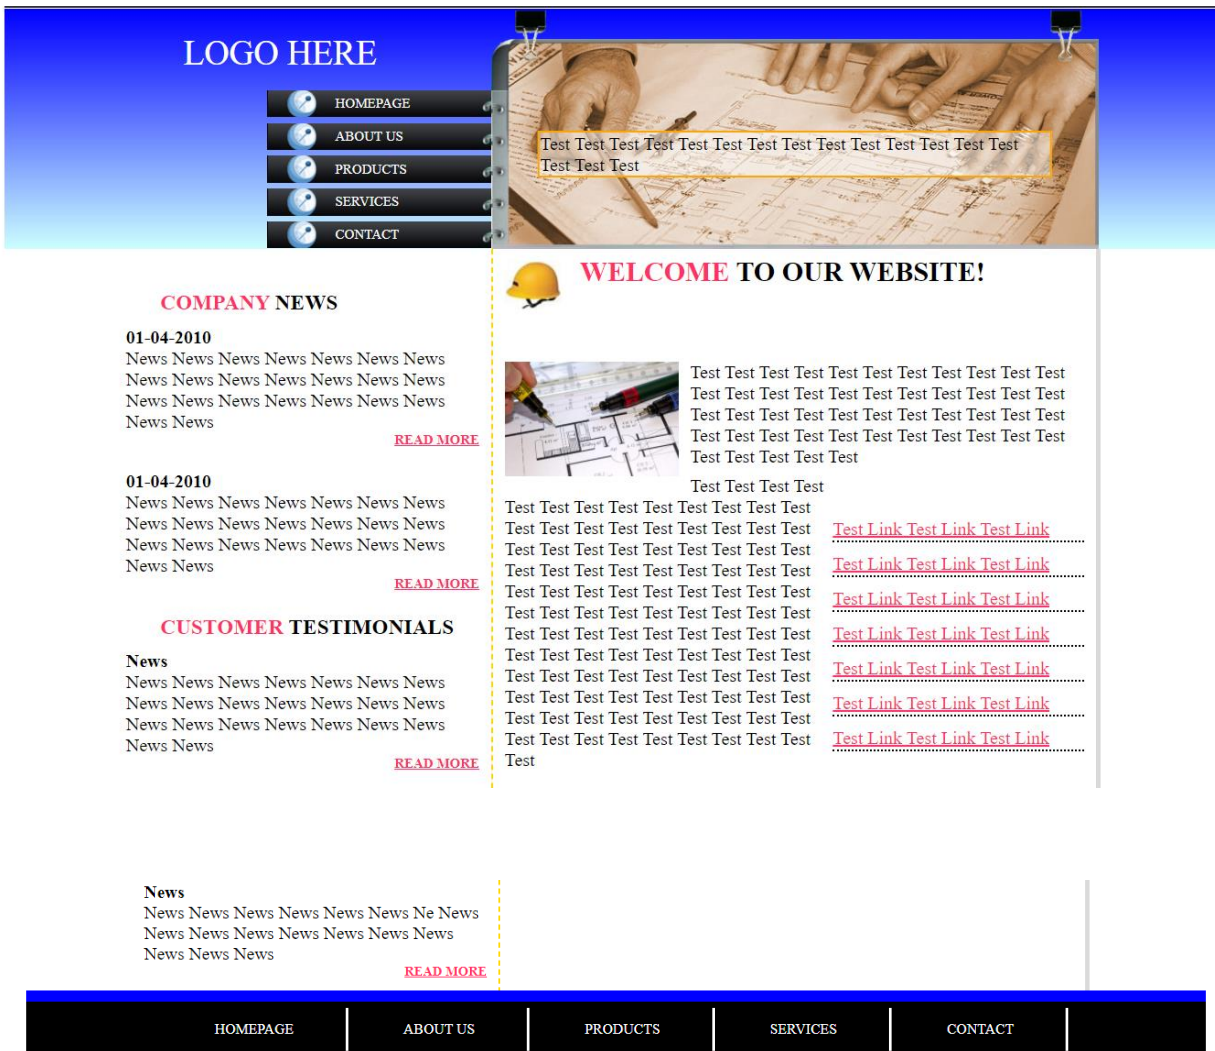 LOGO HERE
HOMEPAGE
ABOUT US
PRODUCTS
SERVICES
CONTACT
Test Test Test Test Test Test Test Test Test Test Test Test Test Test
Test Test Test
COMPANY NEWS
01-04-2010
News News News News News News News
News News News News News News News
News News News News News News News
News News
READ MORE
01-04-2010
News News News News News News News
News News News News News News News
News News News News News News News
News News
READ MORE
CUSTOMER TESTIMONIALS
News
News News News News News News News
News News News News News News News
News News News News News News News
News News
READ MORE
WELCOME TO OUR WEBSITE!
Test Test Test Test Test Test Test Test Test Test Test
Test Test Test Test Test Test Test Test Test Test Test
Test Test Test Test Test Test Test Test Test Test Test
Test Test Test Test Test Test Test Test Test Test Test
Test Test Test Test Test
Test Test Test Test
Test Test Test Test Test Test Test Test Test
Test Test Test Test Test Test Test Test Test
Test Test Test Test Test Test Test Test Test
Test Test Test Test Test Test Test Test Test
Test Test Test Test Test Test Test Test Test
Test Test Test Test Test Test Test Test Test
Test Test Test Test Test Test Test Test Test
Test Test Test Test Test Test Test Test Test
Test Test Test Test Test Test Test Test Test
Test Test Test Test Test Test Test Test Test
Test Test Test Test Test Test Test Test Test
Test Test Test Test Test Test Test Test Test
Test
Test Link Test Link Test Link
Test Link Test Link Test Link
Test Link Test Link Test Link
Test Link Test Link Test Link
Test Link Test Link Test Link
Test Link Test Link Test Link
Test Link Test Link Test Link
News
News News News News News News Ne News
News News News News News News News
News News News
READ MORE
HOMEPAGE
ABOUT US
PRODUCTS
SERVICES
CONTACT